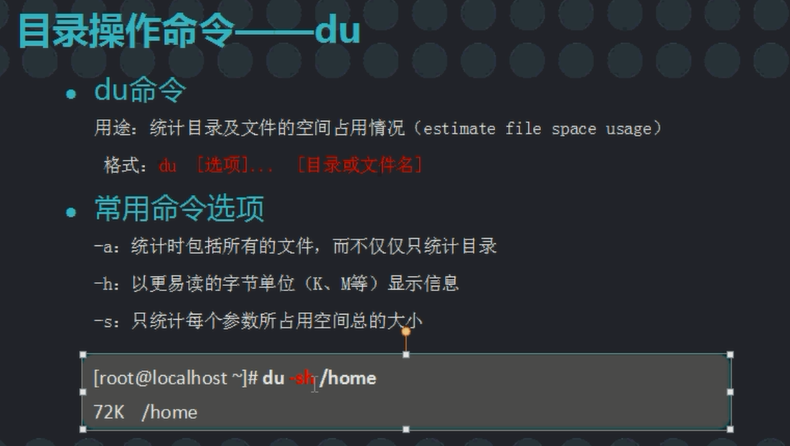 目录操作命令——du
du命令
用途：统计目录及文件的空间占用情况（estimate file space usage）
格式：du [选项]... [目录或文件名]
常用命令选项
-a：统计时包括所有的文件，而不仅仅只统计目录
-h：以更易读的字节单位（K、M等）显示信息
-s：只统计每个参数所占用空间总的大小
[root@localhost ~]# du -sh /home
72K /home